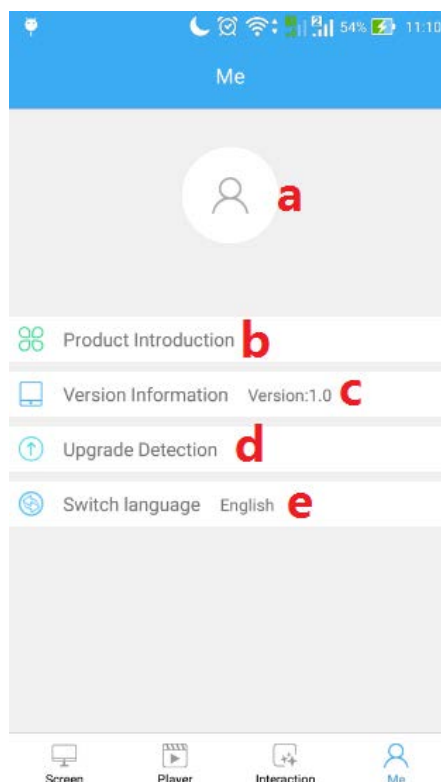 2 54% 11:10
Me
a
Product Introduction b
Version Information Version:1.0 c
Upgrade Detection d
Switch language English e
Screen Player Interaction Me